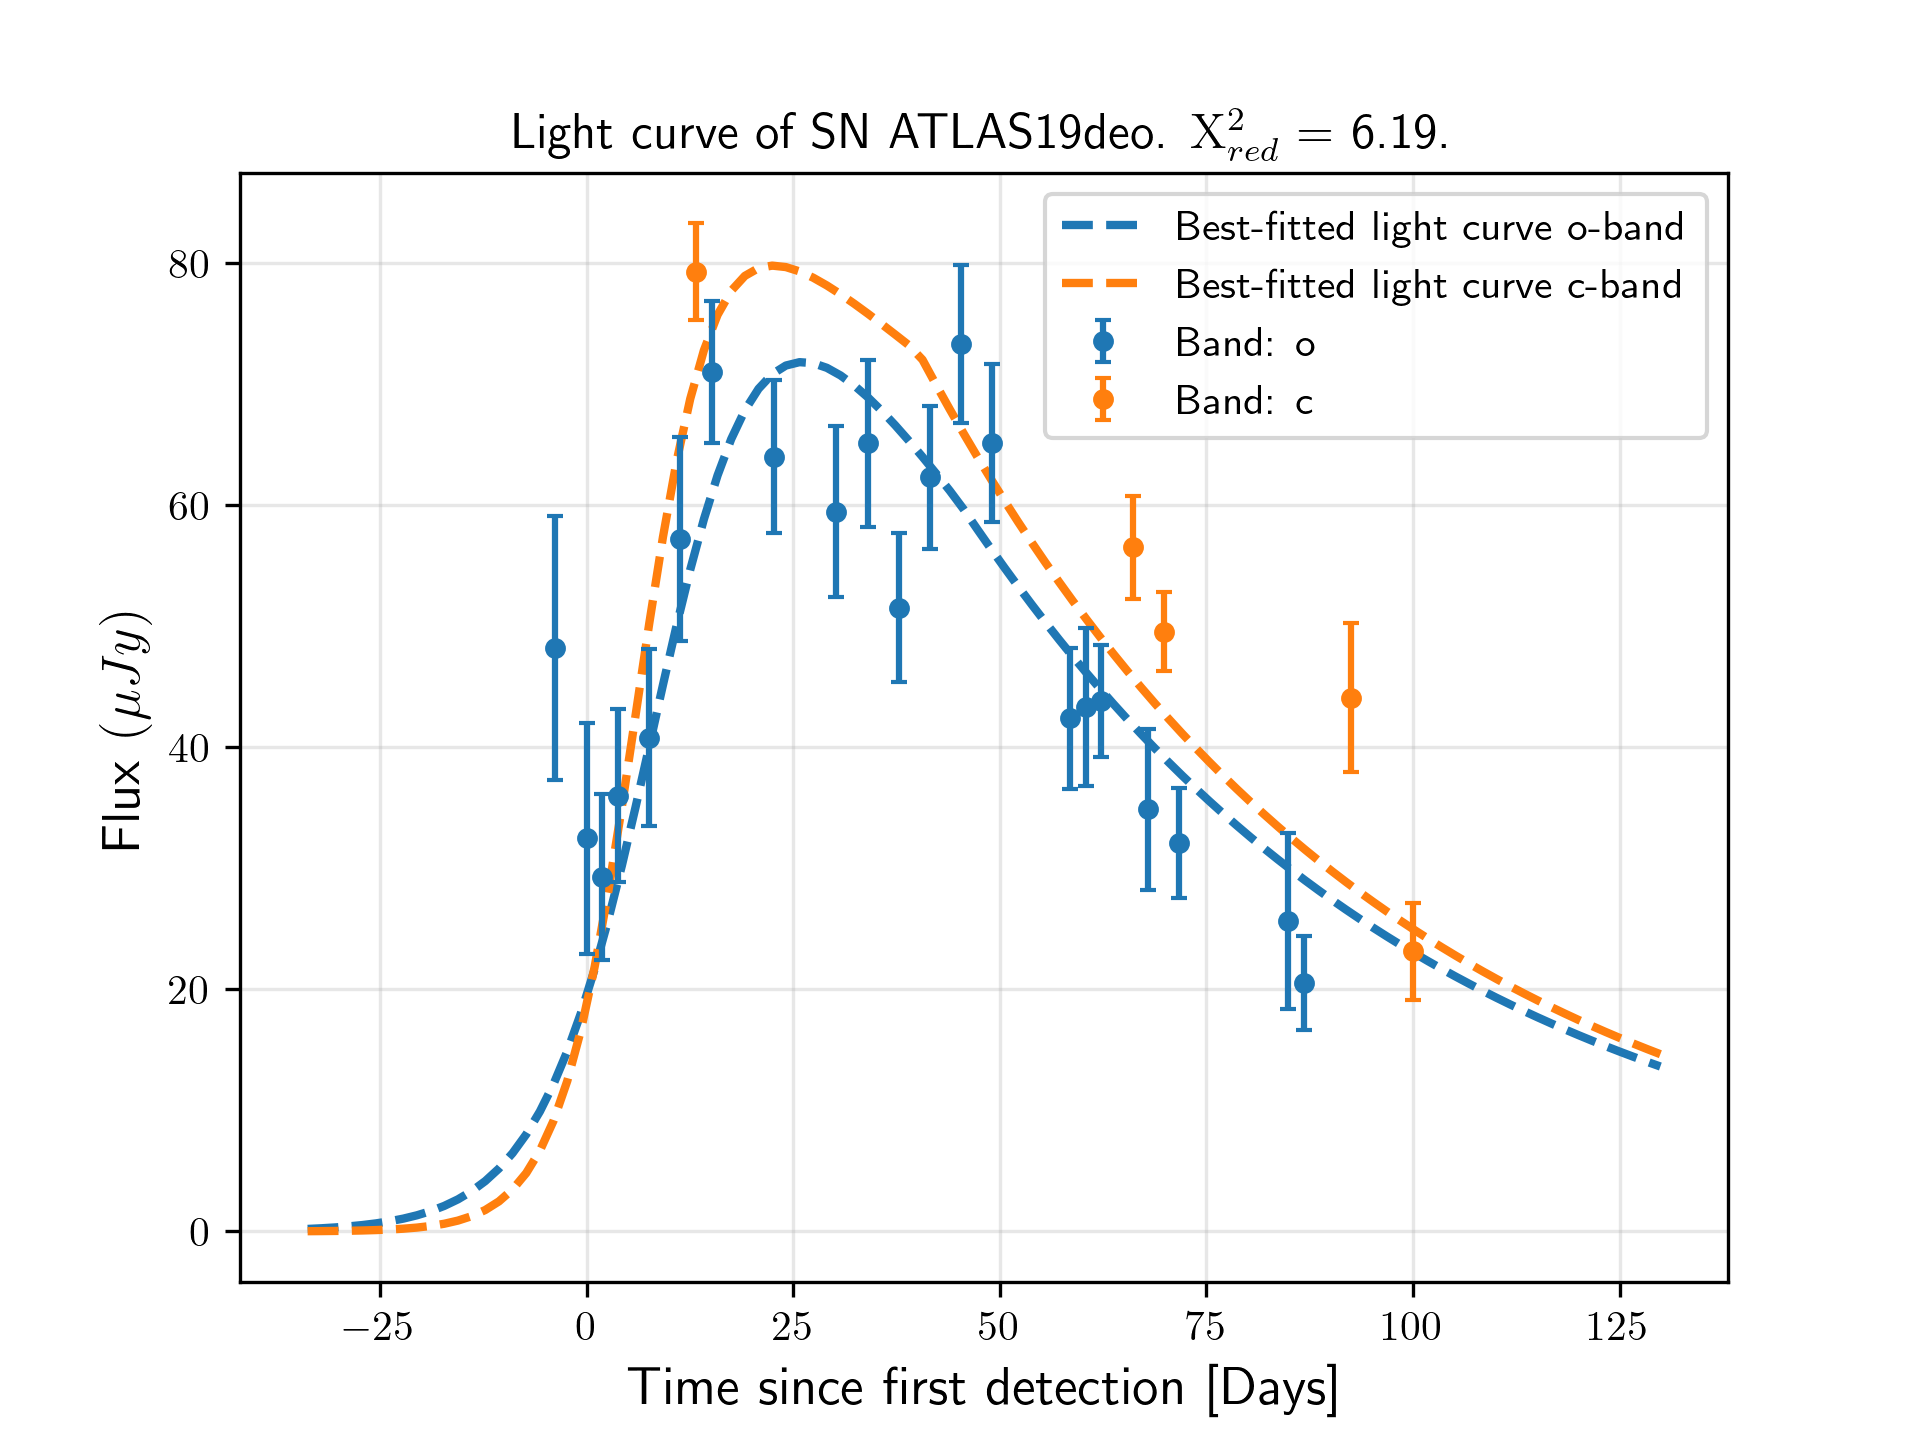 Light curve of SN ATLAS19deo. X²_red = 6.19.
Best-fitted light curve o-band
Best-fitted light curve c-band
Band: o
Band: c
80
60
40
20
0
Flux (μJy)
−25 0 25 50 75 100 125
Time since first detection [Days]